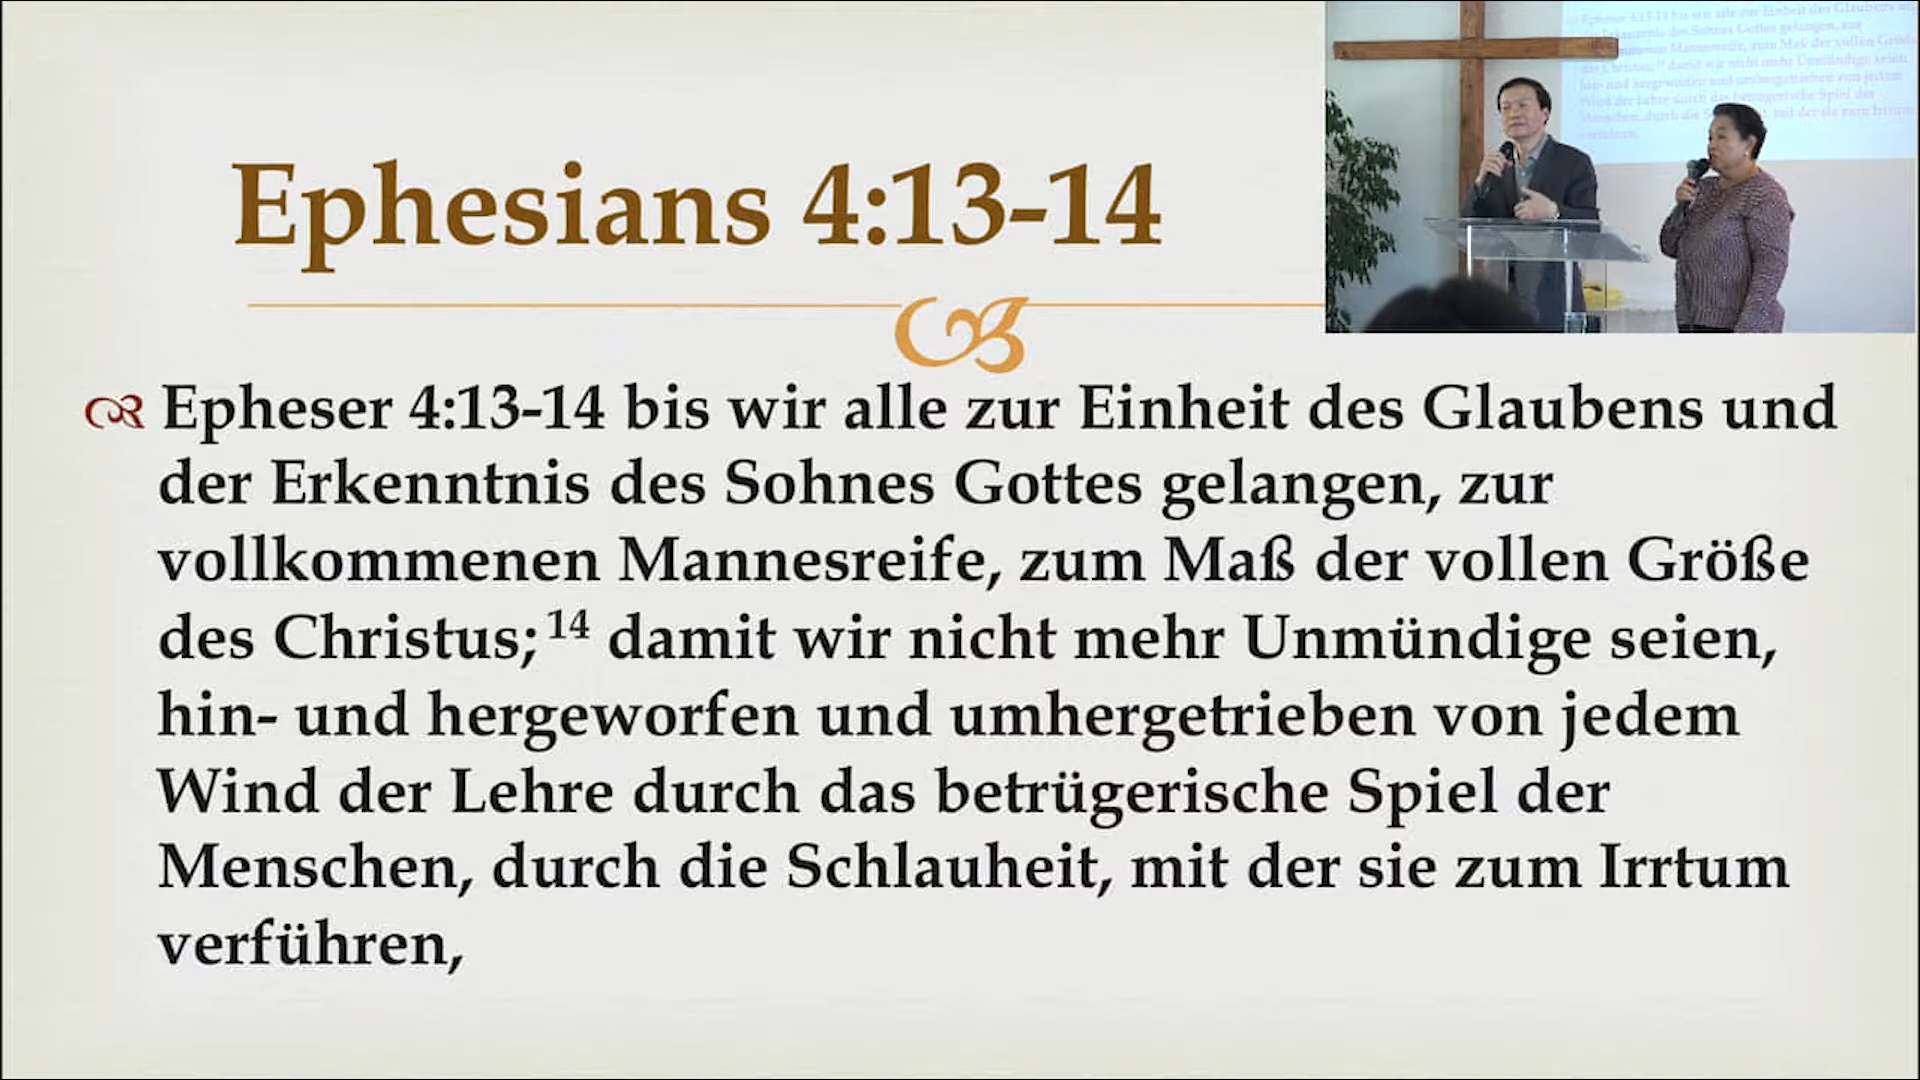 Ephesians 4:13-14
Epheser 4:13-14 bis wir alle zur Einheit des Glaubens und
der Erkenntnis des Sohnes Gottes gelangen, zur
vollkommenen Mannesreife, zum Maß der vollen Größe
des Christus; 14 damit wir nicht mehr Unmündige seien,
hin- und hergeworfen und umhergetrieben von jedem
Wind der Lehre durch das betrügerische Spiel der
Menschen, durch die Schlauheit, mit der sie zum Irrtum
verführen,